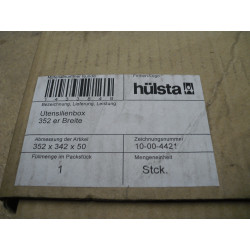 hülsta
Bezeichnung, Lieferung, Leistung
Utensilienbox
352 er Breite
Abmessung der Artikel
Zeichnungsnummer
352 x 342 x 50
10-00-4421
Füllmenge im Packstück
Mengeneinheit
1
Stck.